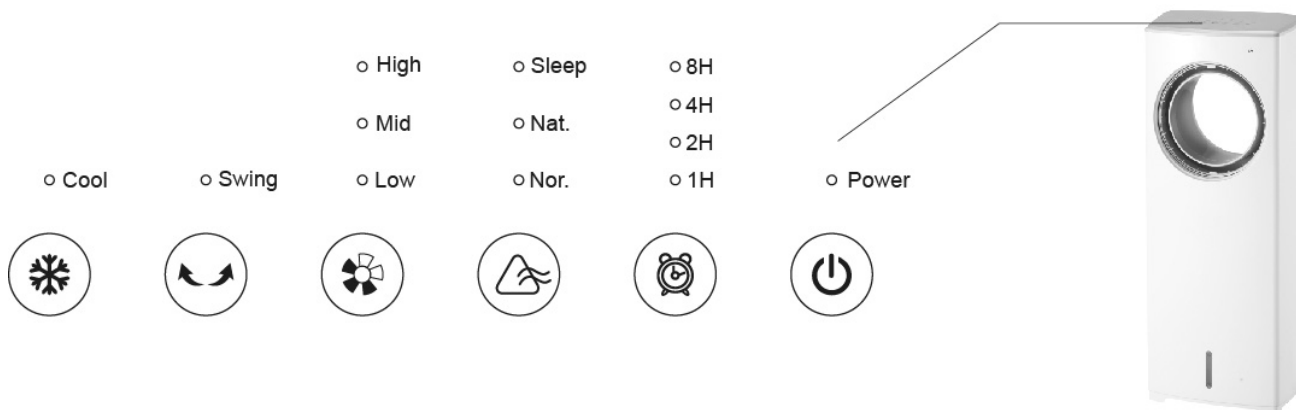 High Sleep 8H
4H
Mid Nat.
2H
Cool Swing Low Nor. 1H Power